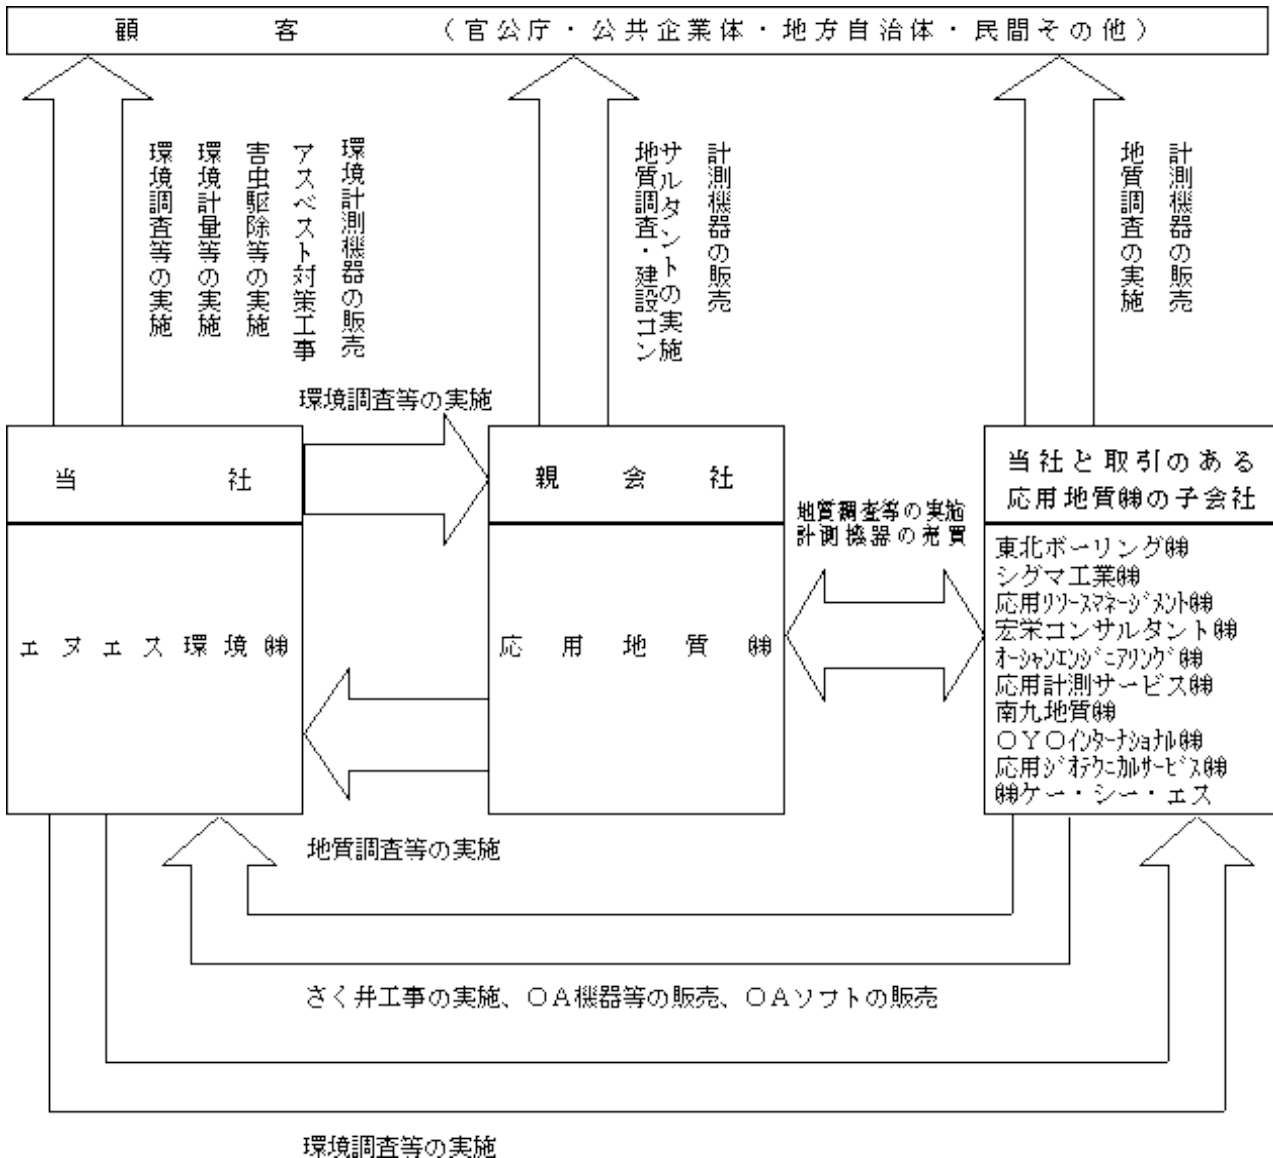 顧客 （官公庁・公共企業体・地方自治体・民間その他）
環境調査等の実施
環境計量等の実施
害虫駆除等の実施
アスベスト対策工事
環境計測機器の販売
地質調査・建設コン
サルタントの実施
計測機器の販売
地質調査の実施
計測機器の販売
環境調査等の実施
当社
親会社
当社と取引のある
応用地質㈱の子会社
地質調査等の実施
計測機器の売買
エヌエス環境㈱
応用地質㈱
東北ボーリング㈱
シグマ工業㈱
応用ﾘｿｰｽﾏﾈｰｼﾞﾒﾝﾄ㈱
宏栄コンサルタント㈱
ｵｰｼｬﾝｴﾝｼﾞﾆｱﾘﾝｸﾞ㈱
応用計測サービス㈱
南九地質㈱
ＯＹＯｲﾝﾀｰﾅｼｮﾅﾙ㈱
応用ｼﾞｵﾃｸﾆｶﾙｻｰﾋﾞｽ㈱
㈱ケー・シー・エス
地質調査等の実施
さく井工事の実施、ＯＡ機器等の販売、ＯＡソフトの販売
環境調査等の実施